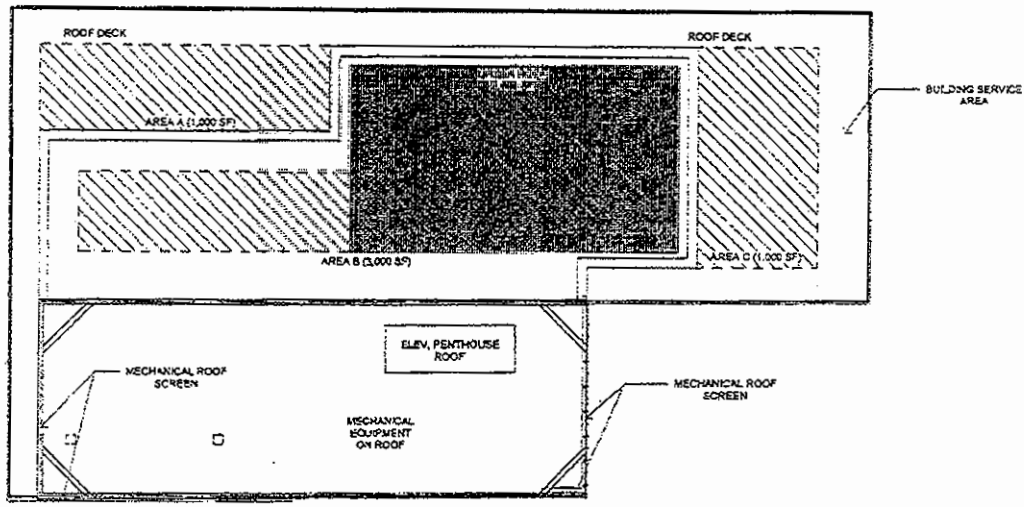 ROOF DECK
ROOF DECK
BUILDING SERVICE
AREA
AREA A (1,000 SF)
AREA B (3,000 SF)
AREA C (1,000 SF)
ELEV. PENTHOUSE
ROOF
MECHANICAL ROOF
SCREEN
MECHANICAL ROOF
SCREEN
MECHANICAL
EQUIPMENT
ON ROOF